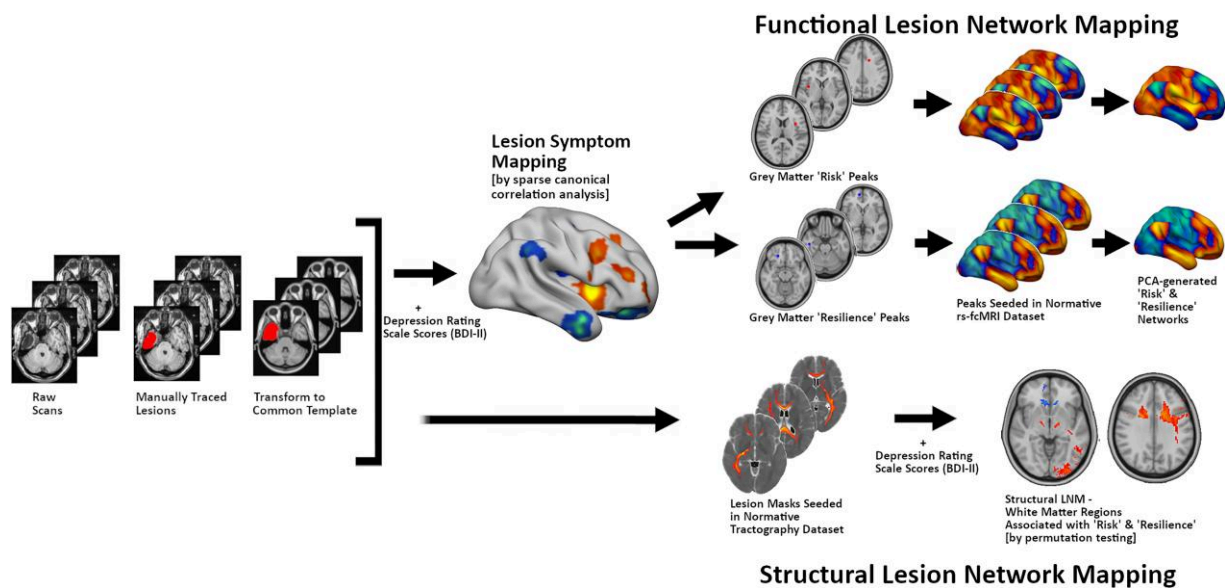 Functional Lesion Network Mapping
Lesion Symptom
Mapping
[by sparse canonical
correlation analysis]
Grey Matter 'Risk' Peaks
Raw
Scans
Manually Traced
Lesions
Transform to
Common Template
+
Depression Rating
Scale Scores (BDI-II)
Grey Matter 'Resilience' Peaks
Peaks Seeded in Normative
rs-fcMRI Dataset
PCA-generated
'Risk' &
'Resilience'
Networks
Lesion Masks Seeded
in Normative
Tractography Dataset
+
Depression Rating
Scale Scores (BDI-II)
Structural LNM -
White Matter Regions
Associated with 'Risk' & 'Resilience'
[by permutation testing]
Structural Lesion Network Mapping